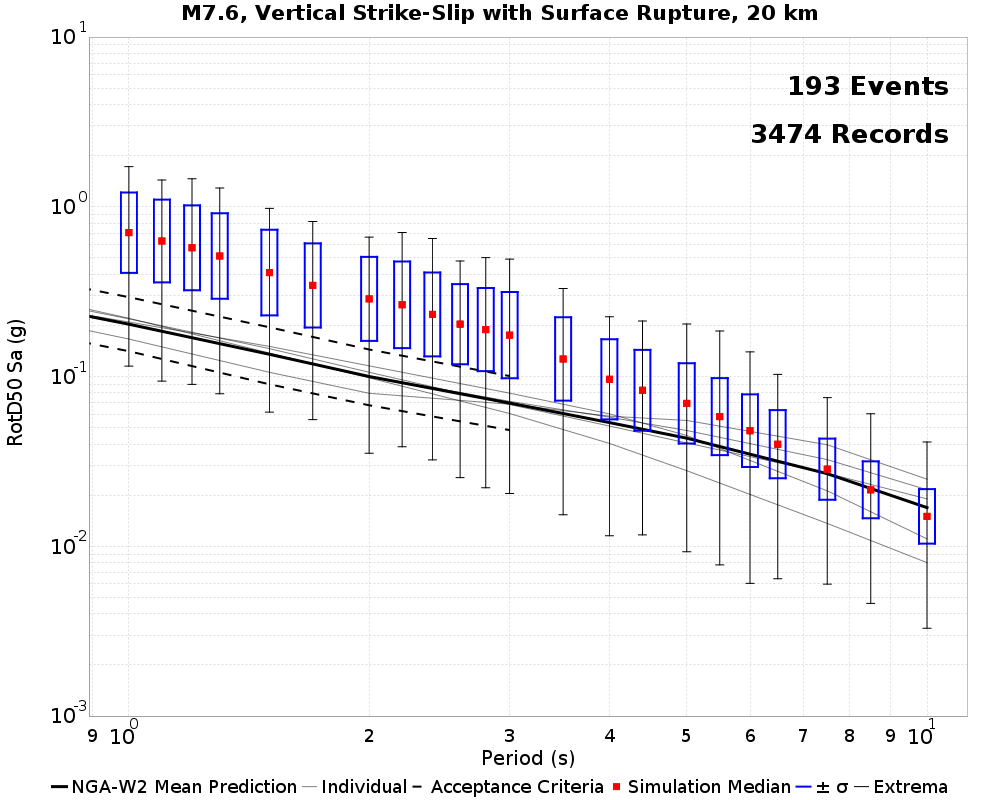 M7.6, Vertical Strike-Slip with Surface Rupture, 20 km
193 Events
3474 Records
RotD50 Sa (g)
10^1
10^0
10^-1
10^-2
10^-3
9 10^0 2 3 4 5 6 7 8 9 10^1
Period (s)
NGA-W2 Mean Prediction Individual Acceptance Criteria Simulation Median ± σ Extrema